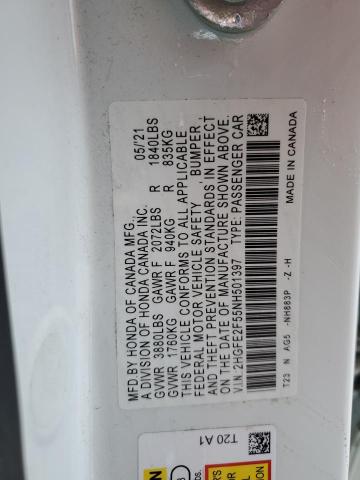 MFD. BY HONDA OF CANADA MFG. 05/'21
A DIVISION OF HONDA CANADA INC.
GVWR 3880LBS GAWR F 2072LBS R 1840LBS
GVWR 1760KG GAWR F 940KG R 835KG
THIS VEHICLE CONFORMS TO ALL APPLICABLE
FEDERAL MOTOR VEHICLE SAFETY, BUMPER,
AND THEFT PREVENTION STANDARDS IN EFFECT
ON THE DATE OF MANUFACTURE SHOWN ABOVE.
V.I.N: 2HGFE2F55NH501397 TYPE: PASSENGER CAR
T23 N AG5 -NH883P -Z -H MADE IN CANADA
T20 A1